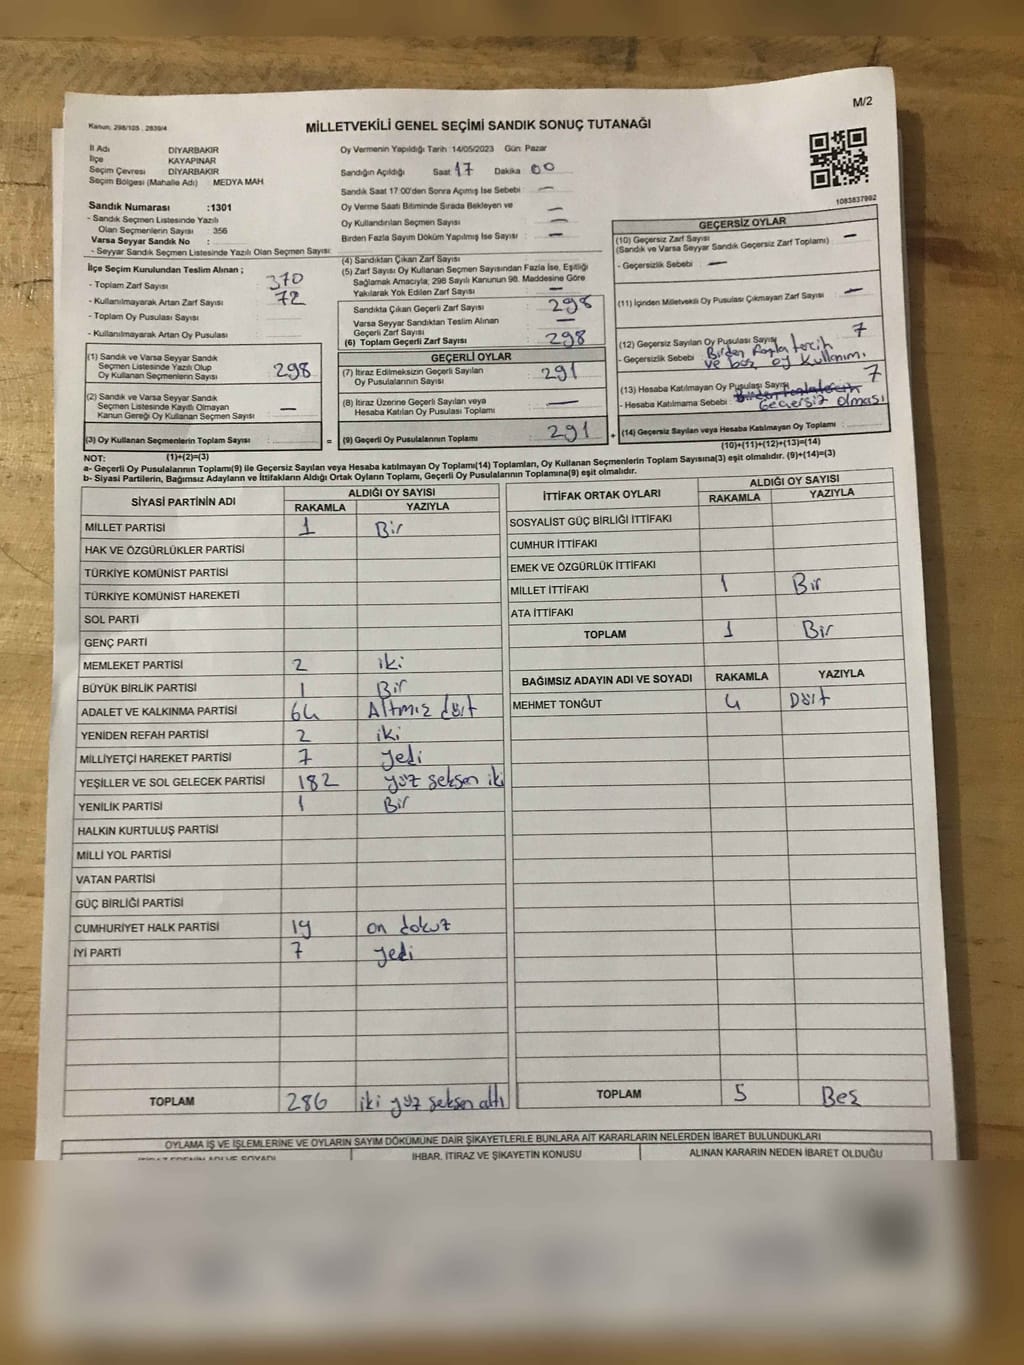 M/2
Kanun: 298/105 , 2839/4
MİLLETVEKİLİ GENEL SEÇİMİ SANDIK SONUÇ TUTANAĞI
İl Adı DİYARBAKIR
İlçe KAYAPINAR
Seçim Çevresi DİYARBAKIR
Seçim Bölgesi (Mahalle Adı) MEDYA MAH
Sandık Numarası :1301
- Sandık Seçmen Listesinde Yazılı
Olan Seçmenlerin Sayısı 356
Varsa Seyyar Sandık No :
- Seyyar Sandık Seçmen Listesinde Yazılı Olan Seçmen Sayısı:
Oy Vermenin Yapıldığı Tarih 14/05/2023 Gün: Pazar
Sandığın Açıldığı Saat 17 Dakika 00
Sandık Saat 17:00'den Sonra Açımış İse Sebebi : —
Oy Verme Saati Bitiminde Sırada Bekleyen ve
Oy Kullandırılan Seçmen Sayısı : —
Birden Fazla Sayım Döküm Yapılmış İse Sayısı : —
1083837992
İlçe Seçim Kurulundan Teslim Alınan ;
- Toplam Zarf Sayısı : 370
- Kullanılmayarak Artan Zarf Sayısı : 72
- Toplam Oy Pusulası Sayısı :
- Kullanılmayarak Artan Oy Pusulası
(1) Sandık ve Varsa Seyyar Sandık
Seçmen Listesinde Yazılı Olup
Oy Kullanan Seçmenlerin Sayısı : 298
(2) Sandık ve Varsa Seyyar Sandık
Seçmen Listesinde Kayıtlı Olmayan
Kanun Gereği Oy Kullanan Seçmen Sayısı : —
(3) Oy Kullanan Seçmenlerin Toplam Sayısı :
(1)+(2)=(3)
(4) Sandıktan Çıkan Zarf Sayısı
(5) Zarf Sayısı Oy Kullanan Seçmen Sayısından Fazla İse, Eşitliği
Sağlamak Amacıyla, 298 Sayılı Kanunun 98. Maddesine Göre
Yakılarak Yok Edilen Zarf Sayısı : —
Sandıkta Çıkan Geçerli Zarf Sayısı : 298
Varsa Seyyar Sandıktan Teslim Alınan
Geçerli Zarf Sayısı : —
(6) Toplam Geçerli Zarf Sayısı : 298
GEÇERLİ OYLAR
(7) İtiraz Edilmeksizin Geçerli Sayılan
Oy Pusulalarının Sayısı : 291
(8) İtiraz Üzerine Geçerli Sayılan veya
Hesaba Katılan Oy Pusulası Toplamı : —
= (9) Geçerli Oy Pusulalarının Toplamı : 291
GEÇERSİZ OYLAR
(10) Geçersiz Zarf Sayısı : —
(Sandık ve Varsa Seyyar Sandık Geçersiz Zarf Toplamı)
- Geçersizlik Sebebi : —
(11) İçinden Milletvekili Oy Pusulası Çıkmayan Zarf Sayısı : —
(12) Geçersiz Sayılan Oy Pusulası Sayısı : 7
- Geçersizlik Sebebi : Birden fazla tercih
ve boş oy kullanımı
(13) Hesaba Katılmayan Oy Pusulası Sayısı : 7
- Hesaba Katılmama Sebebi :
Geçersiz olması
+ (14) Geçersiz Sayılan veya Hesaba Katılmayan Oy Toplamı :
(10)+(11)+(12)+(13)=(14)
NOT:
a- Geçerli Oy Pusulalarının Toplamı(9) ile Geçersiz Sayılan veya Hesaba katılmayan Oy Toplamı(14) Toplamları, Oy Kullanan Seçmenlerin Toplam Sayısına(3) eşit olmalıdır. (9)+(14)=(3)
b- Siyasi Partilerin, Bağımsız Adayların ve İttifakların Aldığı Ortak Oyların Toplamı, Geçerli Oy Pusulalarının Toplamına(9) eşit olmalıdır.
SİYASİ PARTİNİN ADI ALDIĞI OY SAYISI
RAKAMLA YAZIYLA
MİLLET PARTİSİ 1 Bir
HAK VE ÖZGÜRLÜKLER PARTİSİ
TÜRKİYE KOMÜNİST PARTİSİ
TÜRKİYE KOMÜNİST HAREKETİ
SOL PARTİ
GENÇ PARTİ
MEMLEKET PARTİSİ 2 iki
BÜYÜK BİRLİK PARTİSİ 1 Bir
ADALET VE KALKINMA PARTİSİ 64 Altmış dört
YENİDEN REFAH PARTİSİ 2 iki
MİLLİYETÇİ HAREKET PARTİSİ 7 yedi
YEŞİLLER VE SOL GELECEK PARTİSİ 182 yüz seksen iki
YENİLİK PARTİSİ 1 Bir
HALKIN KURTULUŞ PARTİSİ
MİLLİ YOL PARTİSİ
VATAN PARTİSİ
GÜÇ BİRLİĞİ PARTİSİ
CUMHURİYET HALK PARTİSİ 19 on dokuz
İYİ PARTİ 7 yedi
TOPLAM 286 iki yüz seksen altı
İTTİFAK ORTAK OYLARI ALDIĞI OY SAYISI
RAKAMLA YAZIYLA
SOSYALİST GÜÇ BİRLİĞİ İTTİFAKI
CUMHUR İTTİFAKI
EMEK VE ÖZGÜRLÜK İTTİFAKI
MİLLET İTTİFAKI 1 Bir
ATA İTTİFAKI
TOPLAM 1 Bir
BAĞIMSIZ ADAYIN ADI VE SOYADI RAKAMLA YAZIYLA
MEHMET TONĞUT 4 Dört
TOPLAM 5 Beş
OYLAMA İŞ VE İŞLEMLERİNE VE OYLARIN SAYIM DÖKÜMÜNE DAİR ŞİKAYETLERLE BUNLARA AİT KARARLARIN NELERDEN İBARET BULUNDUKLARI
İHBAR, İTİRAZ VE ŞİKAYETİN KONUSU ALINAN KARARIN NEDEN İBARET OLDUĞU